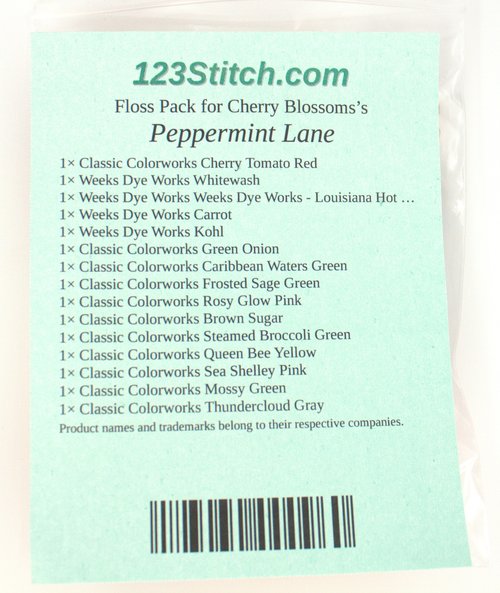 123Stitch.com
Floss Pack for Cherry Blossoms's
Peppermint Lane
1× Classic Colorworks Cherry Tomato Red
1× Weeks Dye Works Whitewash
1× Weeks Dye Works Weeks Dye Works - Louisiana Hot ...
1× Weeks Dye Works Carrot
1× Weeks Dye Works Kohl
1× Classic Colorworks Green Onion
1× Classic Colorworks Caribbean Waters Green
1× Classic Colorworks Frosted Sage Green
1× Classic Colorworks Rosy Glow Pink
1× Classic Colorworks Brown Sugar
1× Classic Colorworks Steamed Broccoli Green
1× Classic Colorworks Queen Bee Yellow
1× Classic Colorworks Sea Shelley Pink
1× Classic Colorworks Mossy Green
1× Classic Colorworks Thundercloud Gray
Product names and trademarks belong to their respective companies.